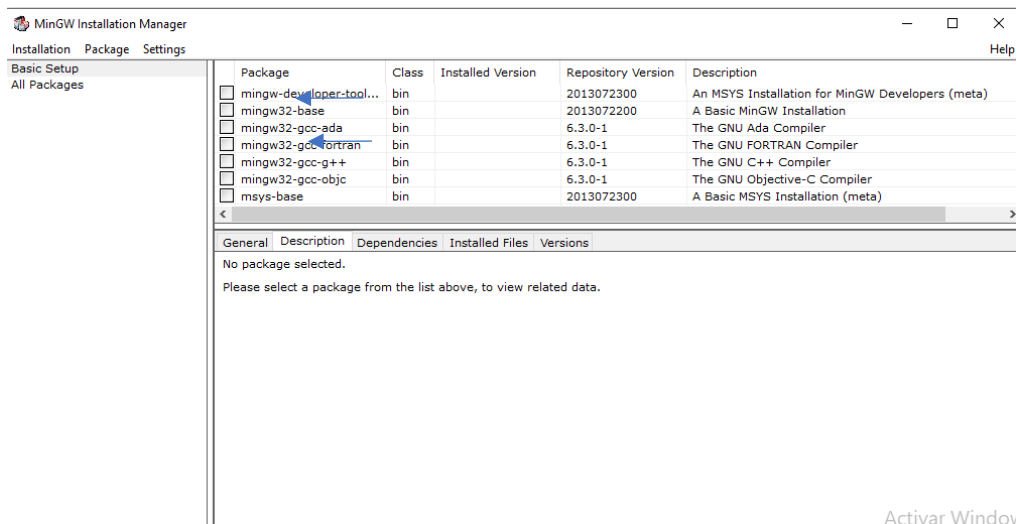 MinGW Installation Manager
Installation Package Settings Help
Basic Setup
All Packages
Package Class Installed Version Repository Version Description
mingw-developer-tool... bin 2013072300 An MSYS Installation for MinGW Developers (meta)
mingw32-base bin 2013072200 A Basic MinGW Installation
mingw32-gcc-ada bin 6.3.0-1 The GNU Ada Compiler
mingw32-gcc-fortran bin 6.3.0-1 The GNU FORTRAN Compiler
mingw32-gcc-g++ bin 6.3.0-1 The GNU C++ Compiler
mingw32-gcc-objc bin 6.3.0-1 The GNU Objective-C Compiler
msys-base bin 2013072300 A Basic MSYS Installation (meta)
General Description Dependencies Installed Files Versions
No package selected.
Please select a package from the list above, to view related data.
Activar Window